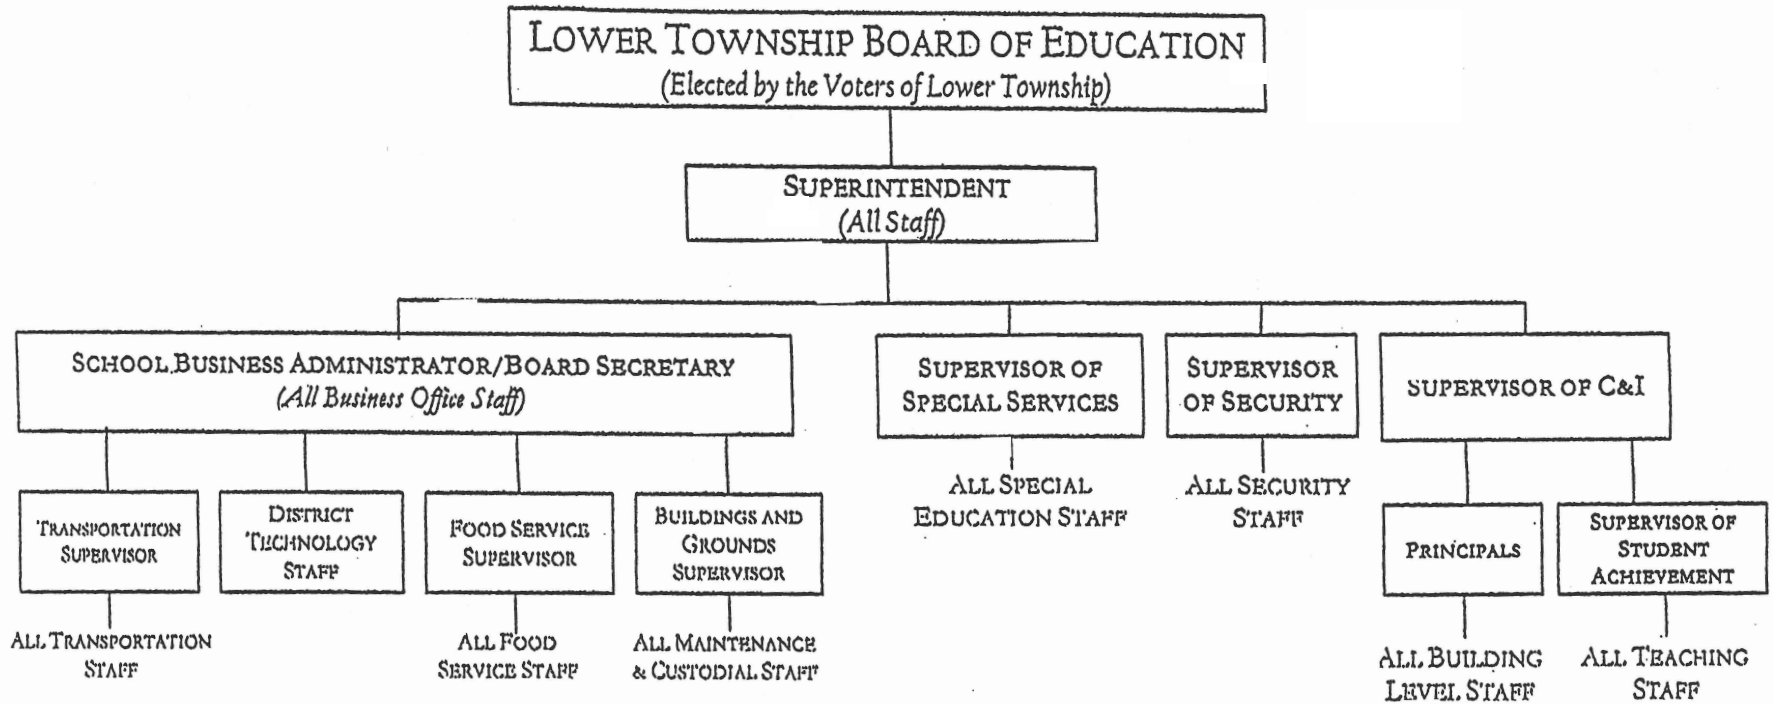 LOWER TOWNSHIP BOARD OF EDUCATION
(Elected by the Voters of Lower Township)
SUPERINTENDENT
(All Staff)
SCHOOL BUSINESS ADMINISTRATOR/BOARD SECRETARY
(All Business Office Staff)
SUPERVISOR OF
SPECIAL SERVICES
SUPERVISOR
OF SECURITY
SUPERVISOR OF C&I
ALL SPECIAL
EDUCATION STAFF
ALL SECURITY
STAFF
TRANSPORTATION
SUPERVISOR
DISTRICT
TECHNOLOGY
STAFF
FOOD SERVICE
SUPERVISOR
BUILDINGS AND
GROUNDS
SUPERVISOR
PRINCIPALS
SUPERVISOR OF
STUDENT
ACHIEVEMENT
ALL TRANSPORTATION
STAFF
ALL FOOD
SERVICE STAFF
ALL MAINTENANCE
& CUSTODIAL STAFF
ALL BUILDING
LEVEL STAFF
ALL TEACHING
STAFF